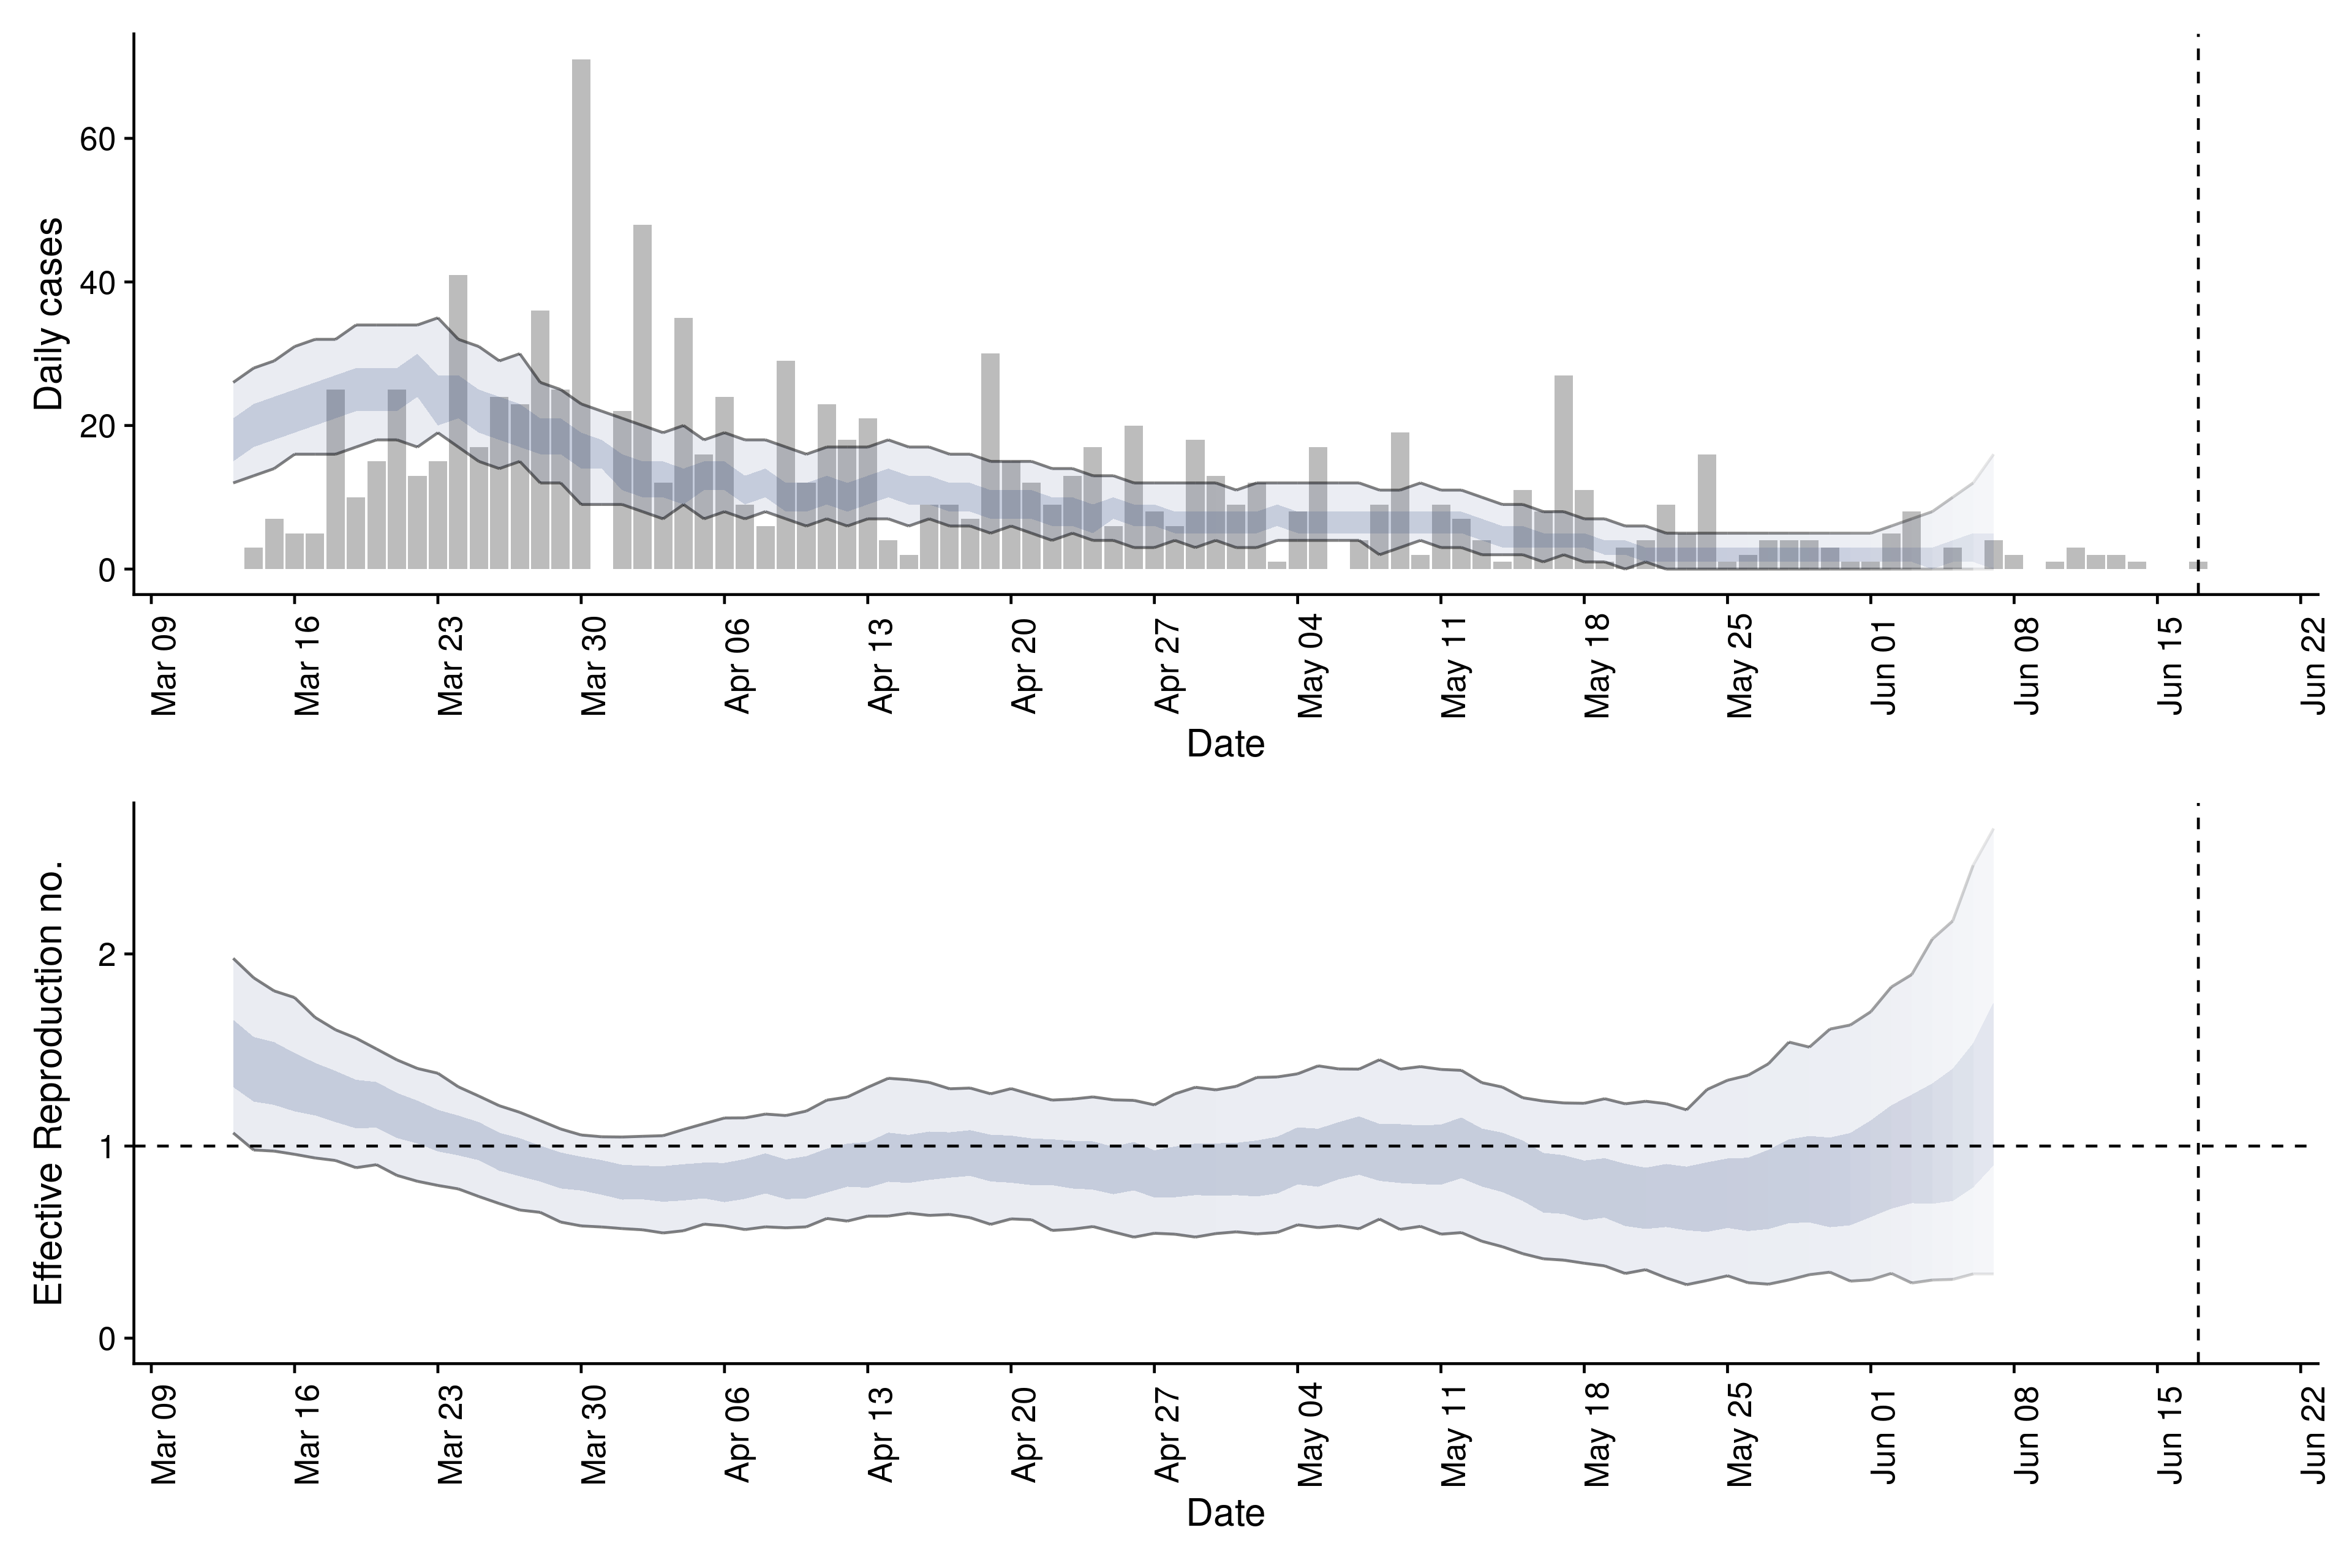 Daily cases
60
40
20
0
Mar 09
Mar 16
Mar 23
Mar 30
Apr 06
Apr 13
Apr 20
Apr 27
May 04
May 11
May 18
May 25
Jun 01
Jun 08
Jun 15
Jun 22
Date
Effective Reproduction no.
2
1
0
Mar 09
Mar 16
Mar 23
Mar 30
Apr 06
Apr 13
Apr 20
Apr 27
May 04
May 11
May 18
May 25
Jun 01
Jun 08
Jun 15
Jun 22
Date